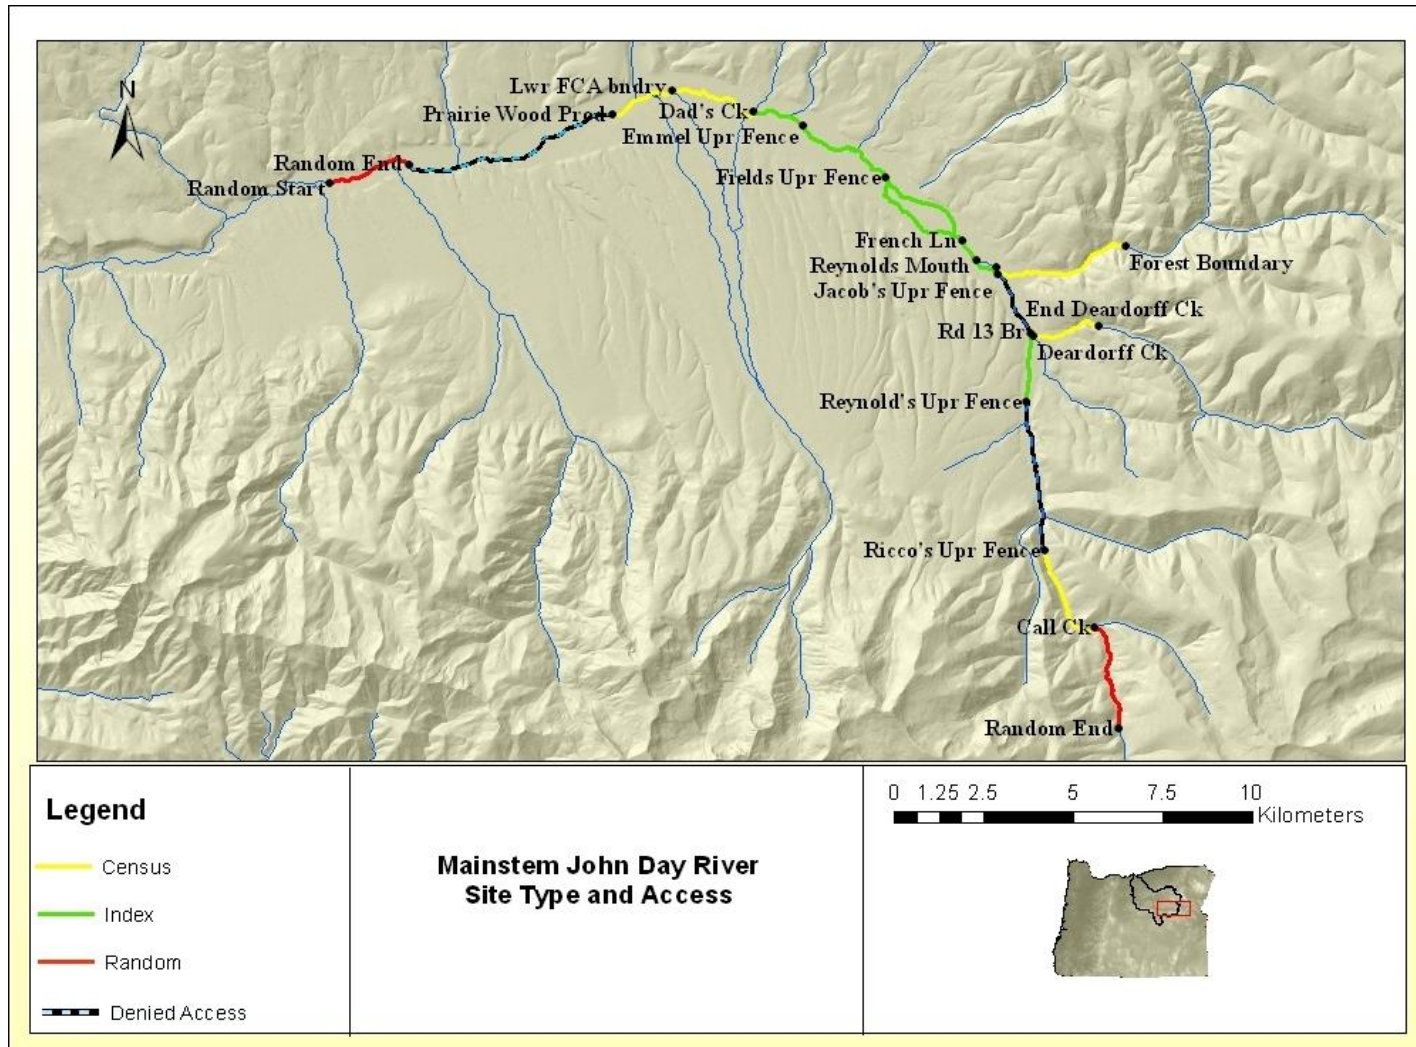 N
Lwr FCA bndry
Prairie Wood Prod
Dad's Ck
Emmel Upr Fence
Random End
Random Start
Fields Upr Fence
French Ln
Reynolds Mouth
Forest Boundary
Jacob's Upr Fence
End Deardorff Ck
Rd 13 Br
Deardorff Ck
Reynold's Upr Fence
Ricco's Upr Fence
Call Ck
Random End
Legend
Census
Index
Random
Denied Access
Mainstem John Day River
Site Type and Access
0 1.25 2.5 5 7.5 10
Kilometers